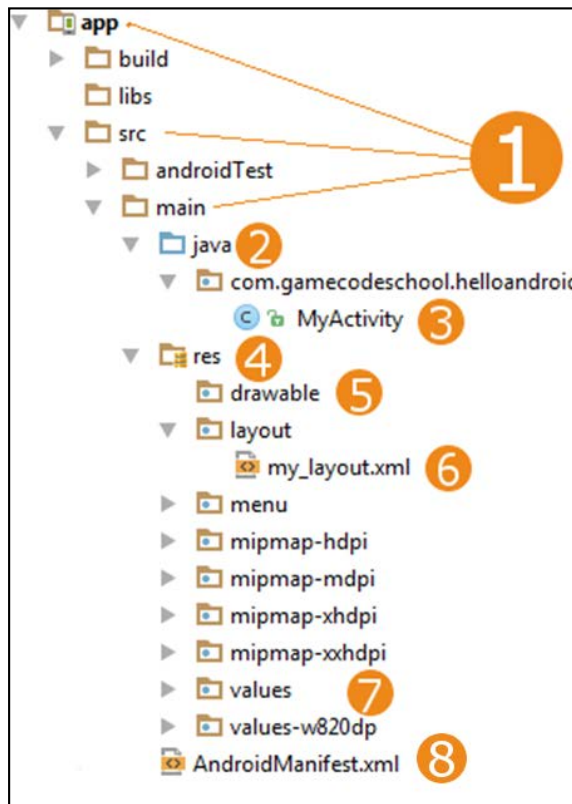 app
build
libs
src
1
androidTest
main
java 2
com.gamecodeschool.helloandroid
C MyActivity 3
res 4
drawable 5
layout
<> my_layout.xml 6
menu
mipmap-hdpi
mipmap-mdpi
mipmap-xhdpi
mipmap-xxhdpi
values 7
values-w820dp
<> AndroidManifest.xml 8